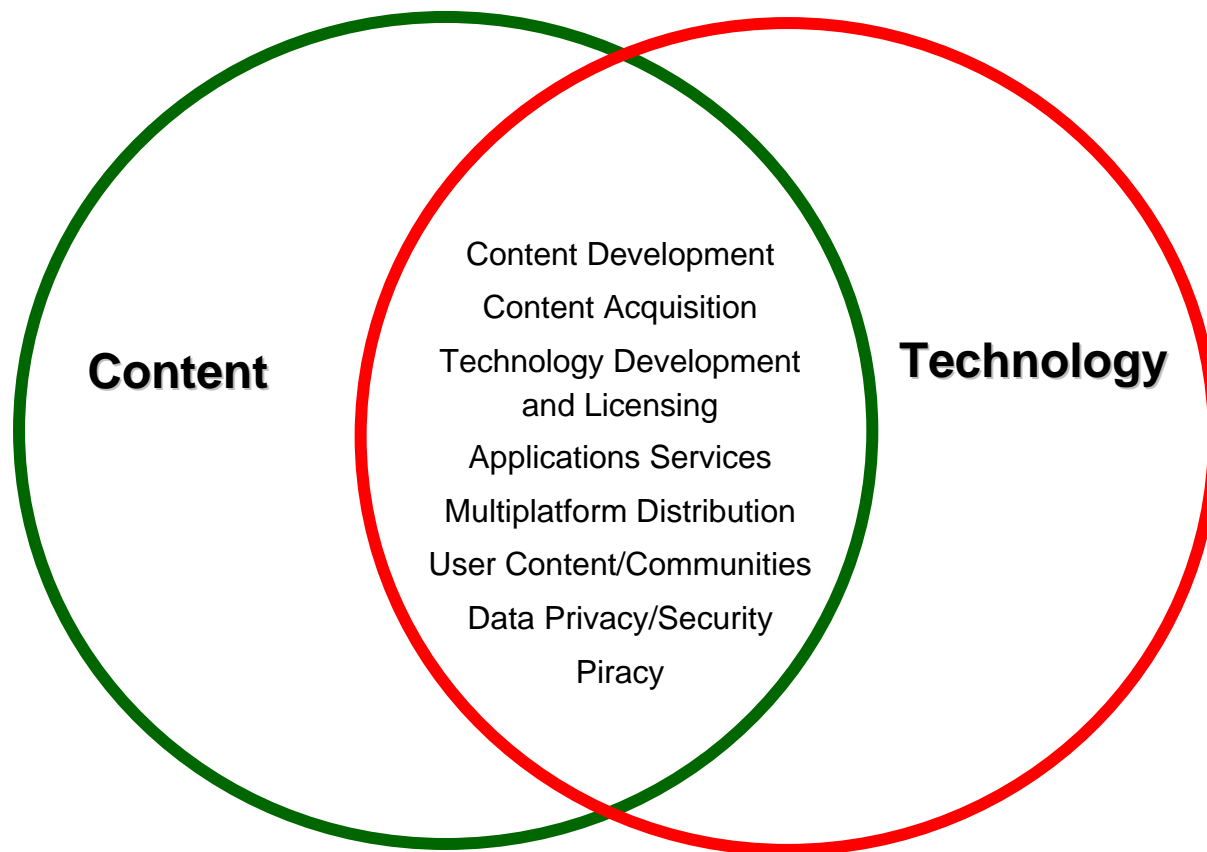 Content
Content Development
Content Acquisition
Technology Development
and Licensing
Applications Services
Multiplatform Distribution
User Content/Communities
Data Privacy/Security
Piracy
Technology